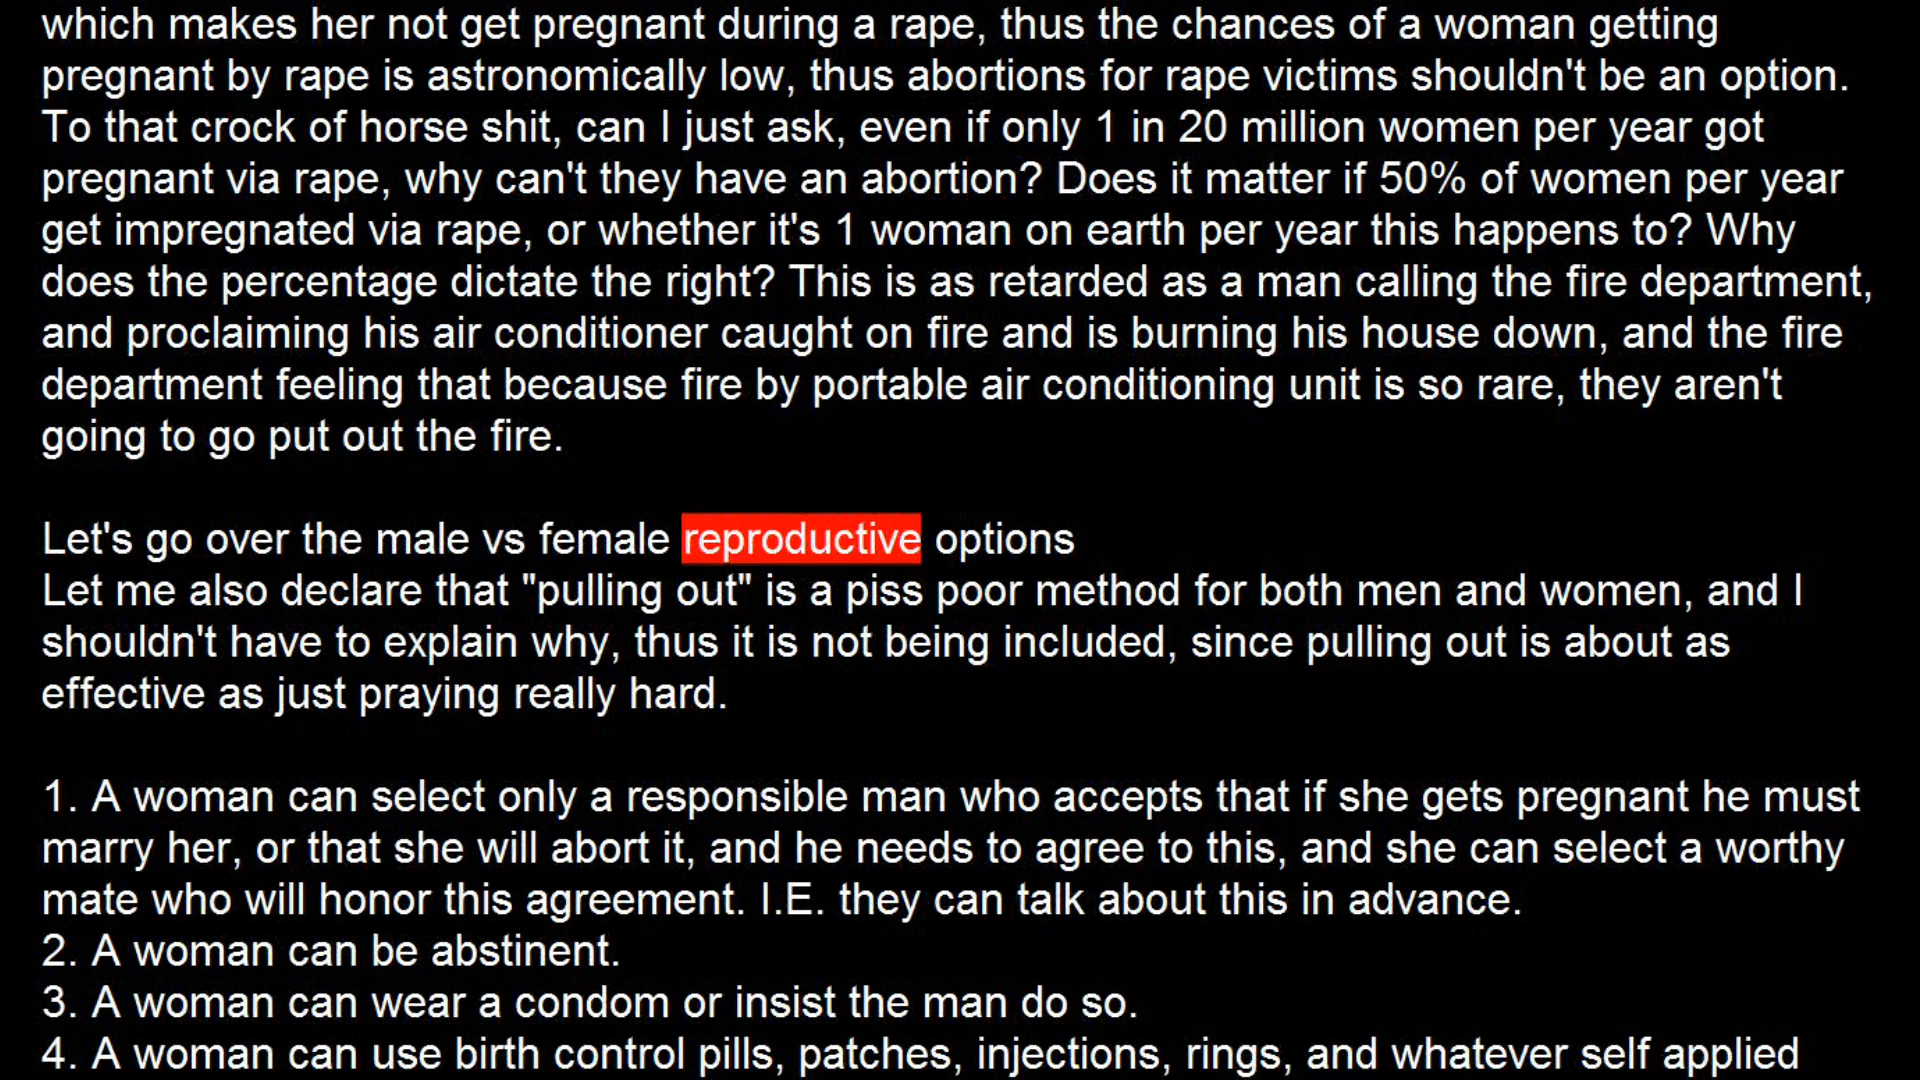 which makes her not get pregnant during a rape, thus the chances of a woman getting
pregnant by rape is astronomically low, thus abortions for rape victims shouldn't be an option.
To that crock of horse shit, can I just ask, even if only 1 in 20 million women per year got
pregnant via rape, why can't they have an abortion? Does it matter if 50% of women per year
get impregnated via rape, or whether it's 1 woman on earth per year this happens to? Why
does the percentage dictate the right? This is as retarded as a man calling the fire department,
and proclaiming his air conditioner caught on fire and is burning his house down, and the fire
department feeling that because fire by portable air conditioning unit is so rare, they aren't
going to go put out the fire.
Let's go over the male vs female reproductive options
Let me also declare that "pulling out" is a piss poor method for both men and women, and I
shouldn't have to explain why, thus it is not being included, since pulling out is about as
effective as just praying really hard.
1. A woman can select only a responsible man who accepts that if she gets pregnant he must
marry her, or that she will abort it, and he needs to agree to this, and she can select a worthy
mate who will honor this agreement. I.E. they can talk about this in advance.
2. A woman can be abstinent.
3. A woman can wear a condom or insist the man do so.
4. A woman can use birth control pills, patches, injections, rings, and whatever self applied